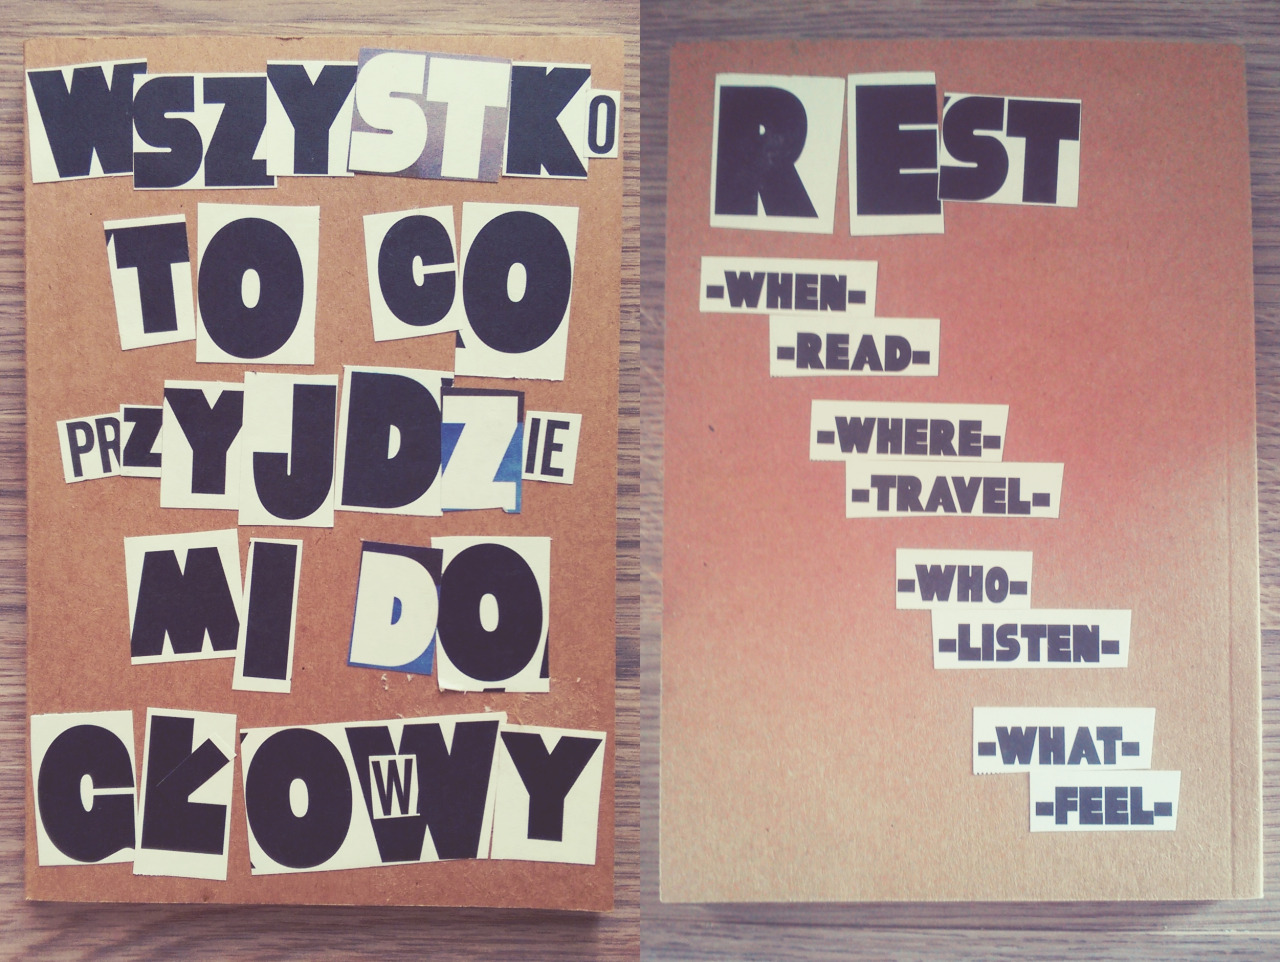 WSZYSTKO
TO CO
PRZYJDZIE
MI DO
GŁOWWY
REST
-WHEN-
-READ-
-WHERE-
-TRAVEL-
-WHO-
-LISTEN-
-WHAT-
-FEEL-